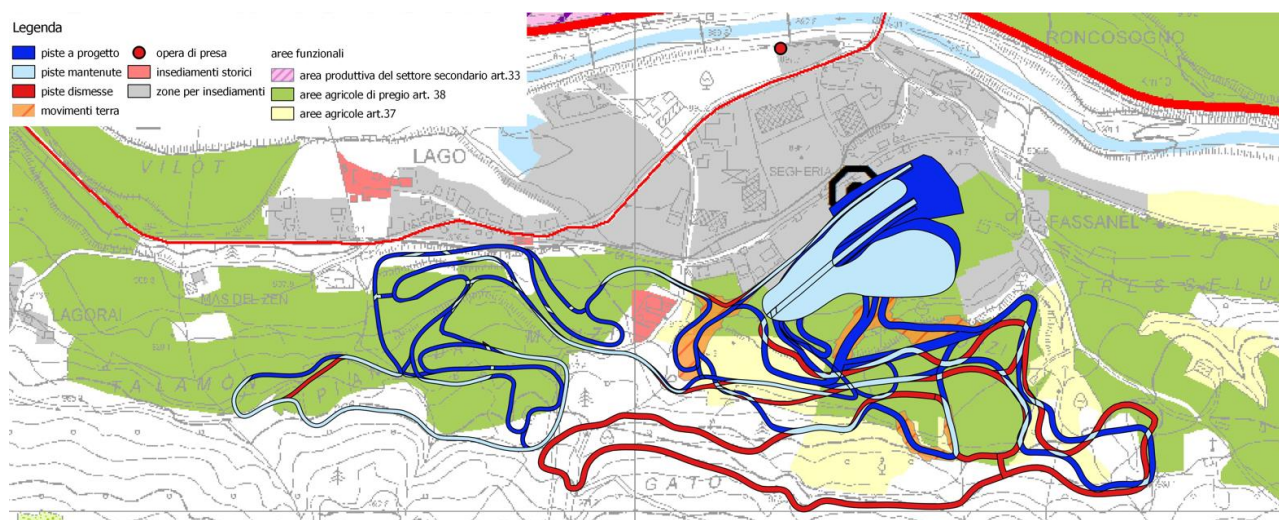 Legenda
piste a progetto
piste mantenute
piste dismesse
movimenti terra
opera di presa
insediamenti storici
zone per insediamenti
aree funzionali
area produttiva del settore secondario art.33
aree agricole di pregio art. 38
aree agricole art.37
RONCOSOGNO
VILOT
LAGO
SEGHERIA
FASSANEL
MAS DEL ZEN
LAGORAI
TALAMON
GATO